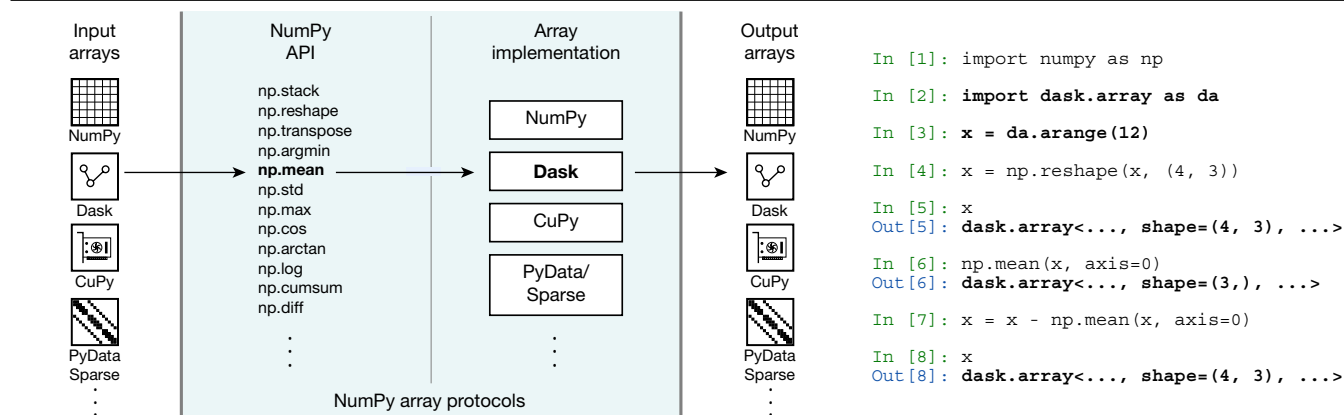 Input
arrays
NumPy
Dask
CuPy
PyData
Sparse
NumPy
API
np.stack
np.reshape
np.transpose
np.argmin
np.mean
np.std
np.max
np.cos
np.arctan
np.log
np.cumsum
np.diff
Array
implementation
NumPy
Dask
CuPy
PyData/
Sparse
NumPy array protocols
Output
arrays
NumPy
Dask
CuPy
PyData
Sparse
In [1]: import numpy as np
In [2]: import dask.array as da
In [3]: x = da.arange(12)
In [4]: x = np.reshape(x, (4, 3))
In [5]: x
Out[5]: dask.array<..., shape=(4, 3), ...>
In [6]: np.mean(x, axis=0)
Out[6]: dask.array<..., shape=(3,), ...>
In [7]: x = x - np.mean(x, axis=0)
In [8]: x
Out[8]: dask.array<..., shape=(4, 3), ...>